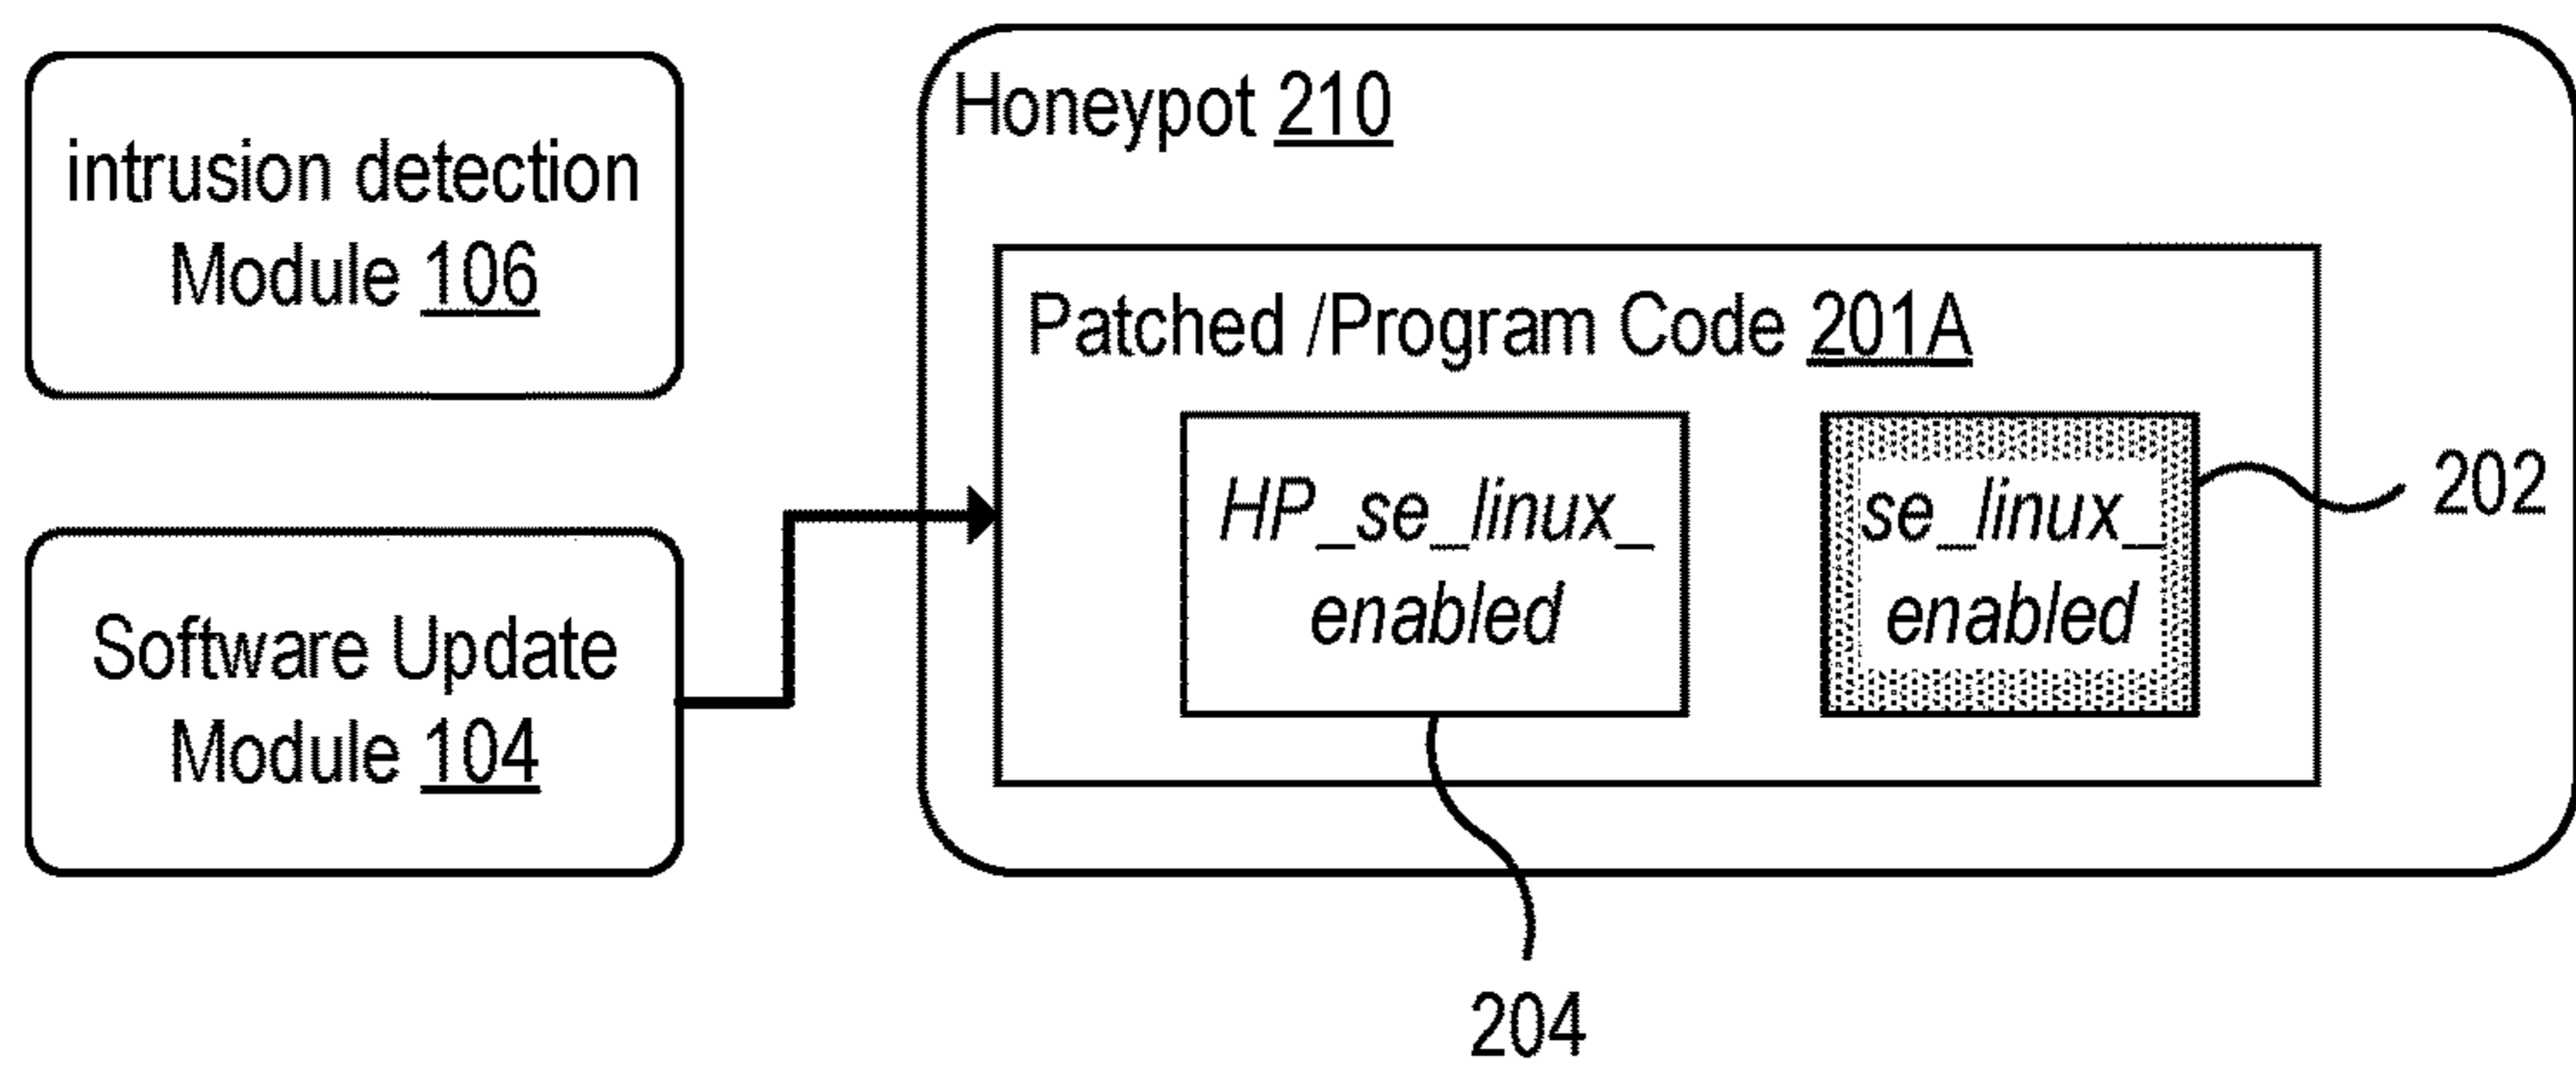 intrusion detection
Module 106
Software Update
Module 104
Honeypot 210
Patched /Program Code 201A
HP_se_linux_
enabled
se_linux_
enabled
202
204